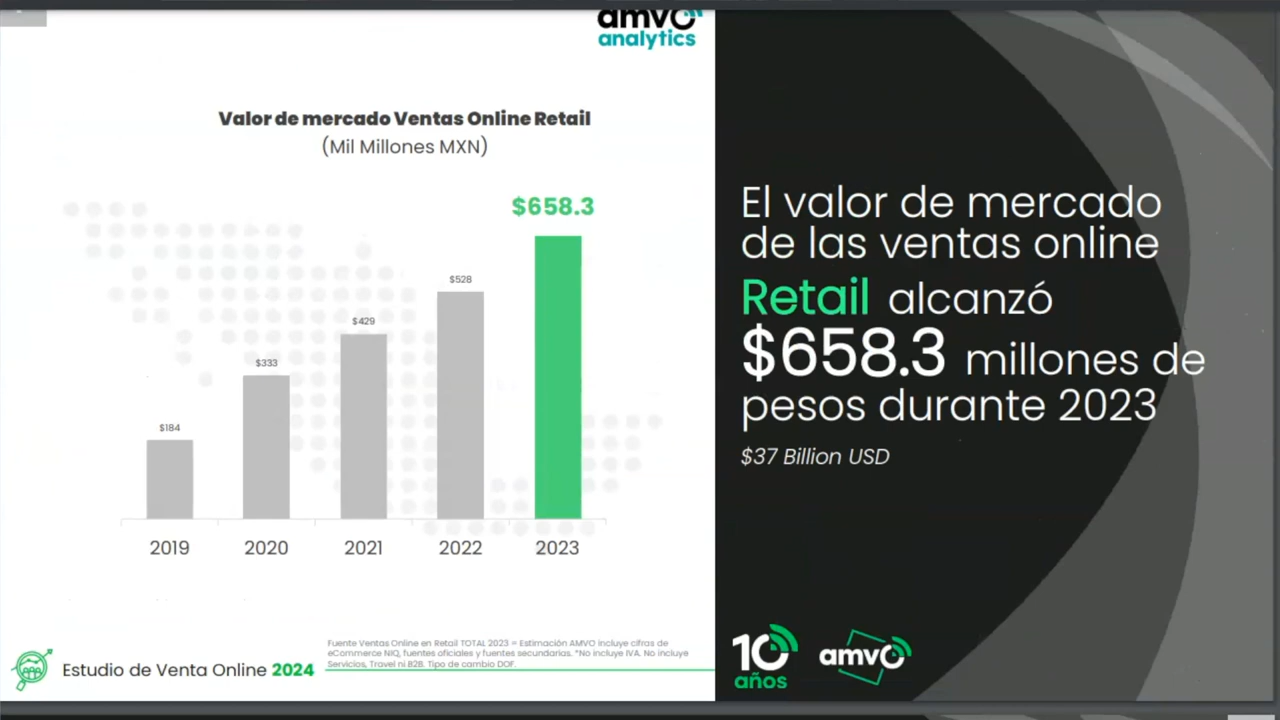 amvo
analytics
Valor de mercado Ventas Online Retail
(Mil Millones MXN)
$658.3
$528
$429
$333
$184
2019 2020 2021 2022 2023
Fuente Ventas Online en Retail TOTAL 2023 = Estimación AMVO incluye cifras de
eCommerce NIQ, fuentes oficiales y fuentes secundarias. *No incluye IVA. No incluye
Servicios, Travel ni B2B. Tipo de cambio DOF.
Estudio de Venta Online 2024
El valor de mercado
de las ventas online
Retail alcanzó
$658.3 millones de
pesos durante 2023
$37 Billion USD
10
años
amvo